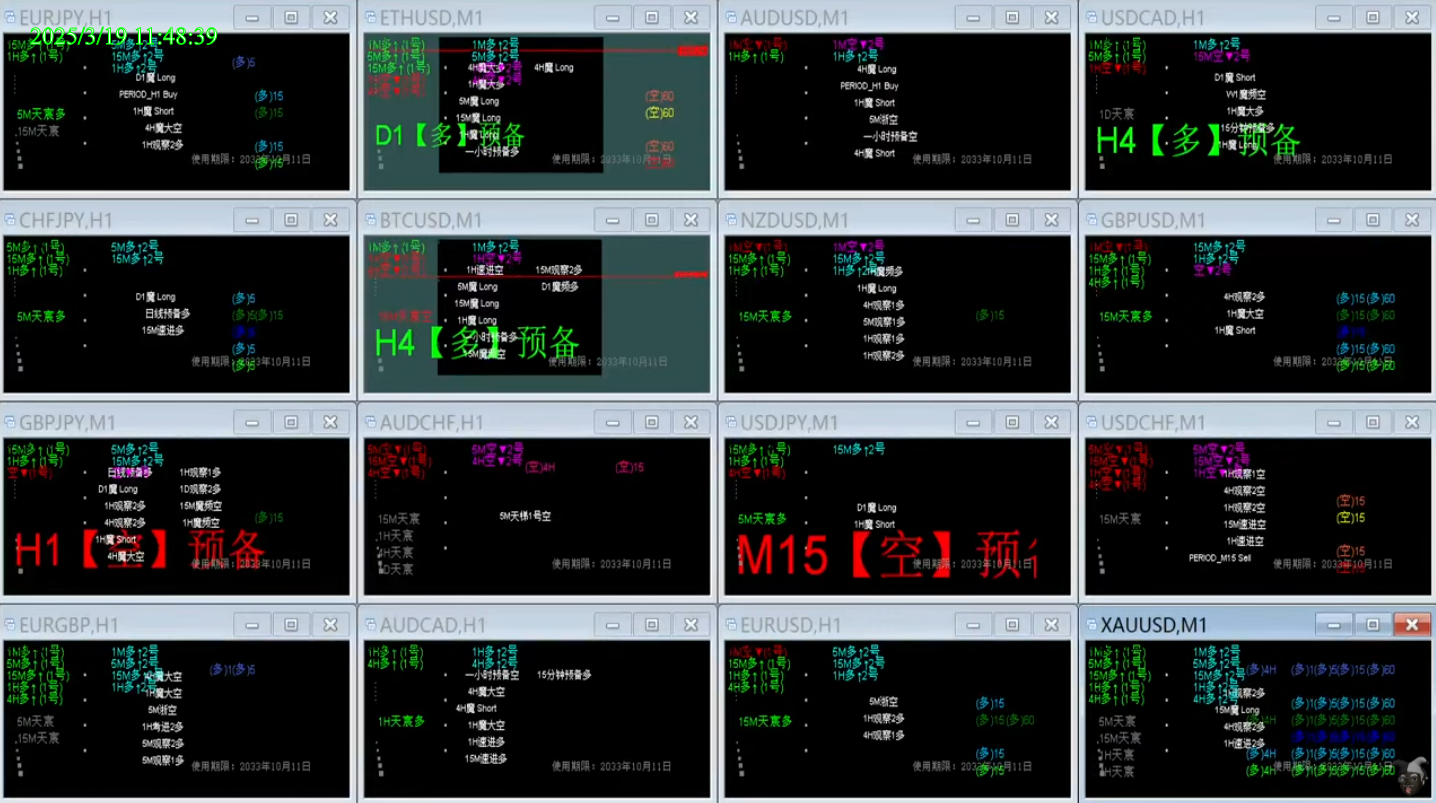 EURJPY,H1
2025/3/19 11:48:39
15M多↑(1号)
5M多↑2号
1H多↑(1号)
15M多↑2号
(多)5
1H多↑2号
D1魔 Long
PERIOD_H1 Buy
(多)15
1H魔 Short
(多)15
5M天宸多
4H魔大空
15M天宸
1H观察2多
(多)15
使用期限：2033年10月11日
(多)15
ETHUSD,M1
1M多↑(1号)
1M多↑2号
5M多↑(1号)
15M多↑(1号)
4H魔大多
4H魔 Long
1H魔大多
(空)60
5M魔 Long
(空)60
15M魔 Long
D1【多】预备
1H魔 Long
(空)60
一小时预备多
使用期限：2033年10月11日
AUDUSD,M1
1M空▼(1号)
1M空▼2号
1H多↑(1号)
1H多↑2号
4H魔 Long
PERIOD_H1 Buy
1H魔 Short
5M浙空
一小时预备空
4H魔 Short
使用期限：2033年10月11日
USDCAD,H1
1M多↑(1号)
1M多↑2号
5M多↑(1号)
15M空▼2号
1H空▼(1号)
D1魔 Short
W1魔频空
1D天宸
1H魔大多
15分钟预备多
H4【多】预备
1H魔 Long
使用期限：2033年10月11日
CHFJPY,H1
5M多↑(1号)
5M多↑2号
15M多↑(1号)
15M多↑2号
1H多↑(1号)
D1魔 Long
(多)5
5M天宸多
日线预备多
(多)5(多)15
15M速进多
(多)5
使用期限：2033年10月11日
(多)5
BTCUSD,M1
1M多↑(1号)
1M多↑2号
1H空▼2号
1H速进空
15M观察2多
5M魔 Long
D1魔频多
15M魔 Long
1H魔 Long
H4【多】预备
一小时预备多
使用期限：2033年10月11日
NZDUSD,M1
1M空▼(1号)
1M空▼2号
15M多↑(1号)
15M多↑2号
1H多↑(1号)
1H多↑2号
1H魔频多
1H魔 Long
4H观察1多
15M天宸多
5M观察1多
(多)15
1H观察1多
1H观察2多
使用期限：2033年10月11日
GBPUSD,M1
1M空▼(1号)
15M多↑2号
15M多↑(1号)
1H多↑2号
1H多↑(1号)
空▼2号
4H多↑(1号)
4H观察2多
(多)15(多)60
15M天宸多
1H魔大空
(多)15(多)60
1H魔 Short
(多)15(多)60
使用期限：2033年10月11日
(多)15(多)60
GBPJPY,M1
15M多↑(1号)
5M多↑2号
1H多↑(1号)
15M多↑2号
空▼(1号)
日线预备多
1H观察1多
D1魔 Long
1D观察2多
1H观察2多
15M魔频空
4H观察2多
1H魔频空
(多)15
H1【空】预备
1H魔 Short
4H魔大空
使用期限：2033年10月11日
AUDCHF,H1
5M空▼(1号)
5M空▼2号
15M空▼(1号)
4H空▼2号
(空)4H
(空)15
4H空▼(1号)
15M天宸
5M天梯1号空
1H天宸
4H天宸
D天宸
使用期限：2033年10月11日
USDJPY,M1
5M多↑(1号)
15M多↑2号
15M多↑(1号)
4H空▼(1号)
D1魔 Long
5M天宸多
1H魔 Short
M15【空】预
使用期限：2033年10月11日
USDCHF,M1
5M空▼(1号)
5M空▼2号
15M空▼(1号)
15M空▼2号
1H空▼(1号)
1H空▼2号
1H观察1空
4H空▼(1号)
4H观察2空
(空)15
1H观察2空
15M天宸
15M速进空
(空)15
1H速进空
(空)15
PERIOD_M15 Sell
使用期限：2033年10月11日
EURGBP,H1
1M多↑(1号)
1M多↑2号
5M多↑(1号)
5M多↑2号
15M多↑(1号)
15M多↑2号
4H魔大空
(多)1(多)5
1H多↑(1号)
1H多↑2号
1H魔大空
4H多↑(1号)
5M浙空
5M天宸
1H考进2多
15M天宸
5M观察2多
5M观察1多
使用期限：2033年10月11日
AUDCAD,H1
1H多↑(1号)
1H多↑2号
4H多↑(1号)
4H多↑2号
一小时预备空
15分钟预备多
4H魔大空
4H魔 Short
1H天宸多
1H魔大空
1H速进多
15M速进多
使用期限：2033年10月11日
EURUSD,H1
1M空▼(1号)
5M多↑2号
15M多↑(1号)
15M多↑2号
1H多↑(1号)
1H多↑2号
4H多↑(1号)
5M浙空
(多)15
15M天宸多
1H观察2多
(多)15(多)60
4H观察1多
(多)15
使用期限：2033年10月11日
(多)15
XAUUSD,M1
1M多↑(1号)
1M多↑2号
5M多↑(1号)
5M多↑2号
15M多↑(1号)
15M多↑2号
(多)4H
(多)1(多)5(多)15(多)60
1H多↑(1号)
1H多↑2号
4H多↑(1号)
4H多↑2号
15M魔 Long
(多)1(多)5(多)15(多)60
5M天宸
(多)4H
(多)1(多)5(多)15(多)60
4H观察2多
15M天宸
1H速进2多
1H天宸
(多)4H
(多)1(多)5(多)15(多)60
使用期限：2033年10月11日
4H天宸
(多)4H
(多)1(多)5(多)15(多)60